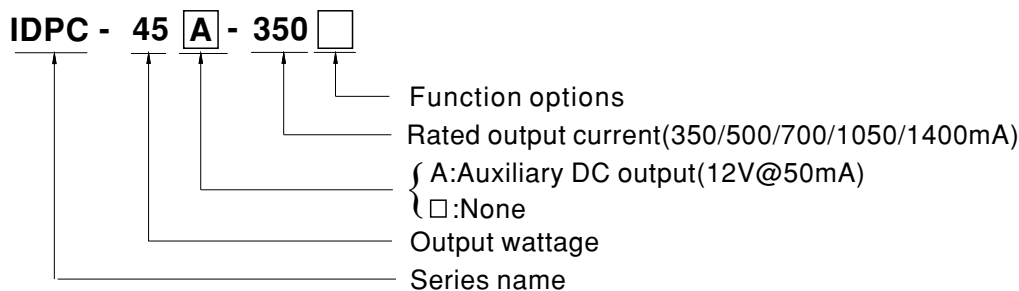 IDPC - 45 A - 350
Function options
Rated output current(350/500/700/1050/1400mA)
A:Auxiliary DC output(12V@50mA)
□:None
Output wattage
Series name